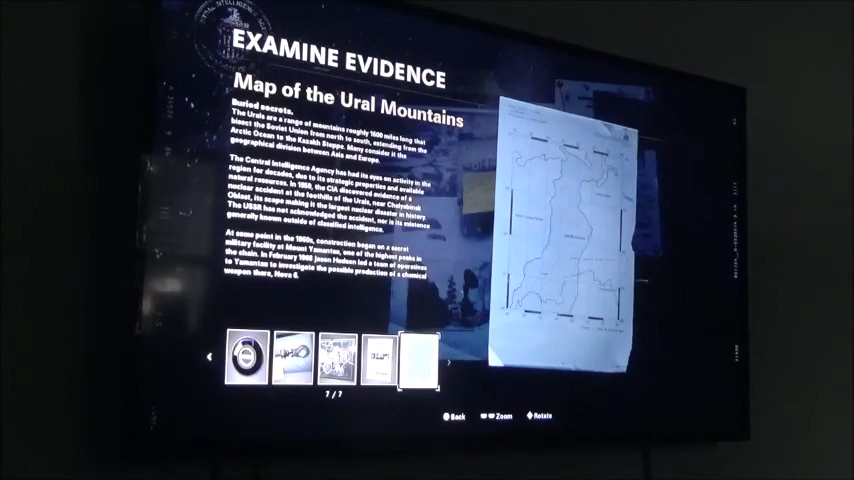 EXAMINE EVIDENCE
Map of the Ural Mountains
Buried secrets.
The Urals are a range of mountains roughly 1600 miles long that
bisect the Soviet Union from north to south, extending from the
Arctic Ocean to the Kazakh Steppe. Many consider it the
geographical division between Asia and Europe.
The Central Intelligence Agency has had its eyes on activity in the
region for decades, due to its strategic properties and available
natural resources. In 1959, the CIA discovered evidence of a
nuclear accident at the foothills of the Urals, near Chelyabinsk
Oblast, its scope making it the largest nuclear disaster in history.
The USSR has not acknowledged the accident, nor is its existence
generally known outside of classified intelligence.
At some point in the 1960s, construction began on a secret
military facility at Mount Yamantau, one of the highest peaks in
the chain. In February 1968 Jason Hudson led a team of operatives
to Yamantau to investigate the possible production of a chemical
weapon there, Nova 6.
7 / 7
Back Zoom Rotate